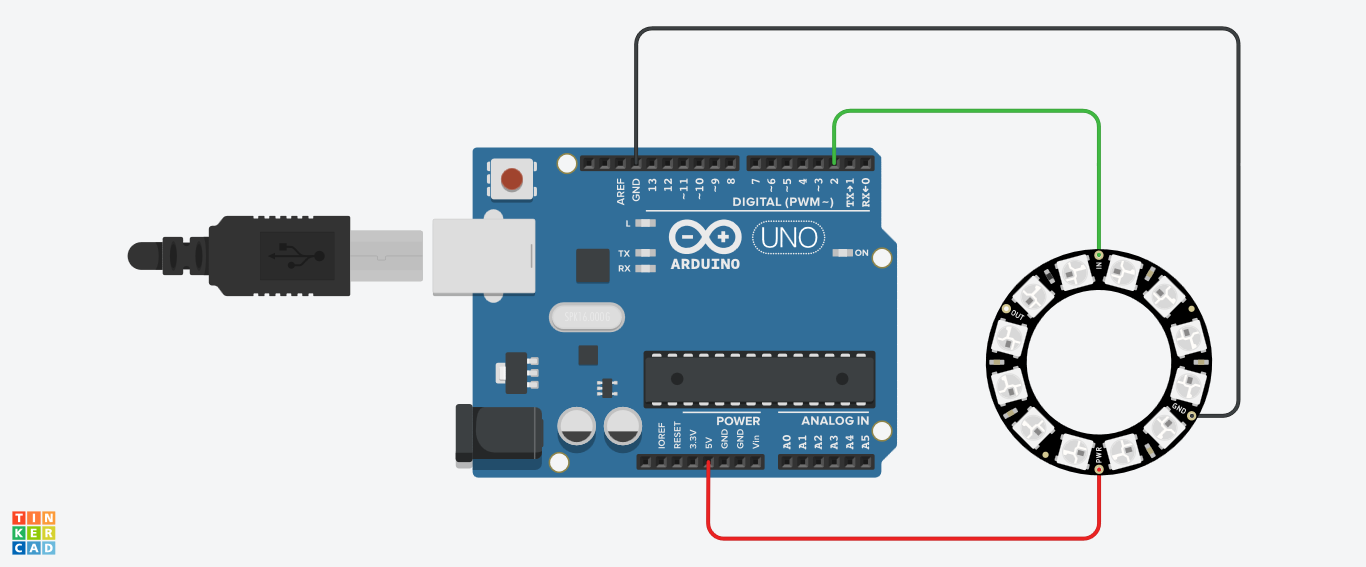 AREF
GND
13
12
~11
~10
~9
8
7
~6
~5
4
~3
2
TX→1
RX←0
DIGITAL (PWM~)
L
TX
RX
ARDUINO
UNO
ON
SPK16.000G
IN
OUT
GND
PWR
POWER
ANALOG IN
IOREF
RESET
3.3V
5V
GND
GND
Vin
A0
A1
A2
A3
A4
A5
TIN
KER
CAD